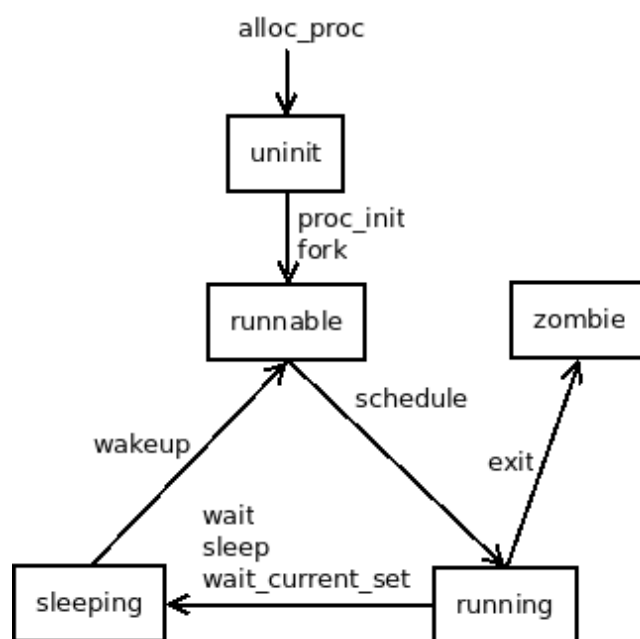 alloc_proc
uninit
proc_init
fork
runnable
zombie
schedule
wakeup
exit
wait
sleep
wait_current_set
sleeping
running